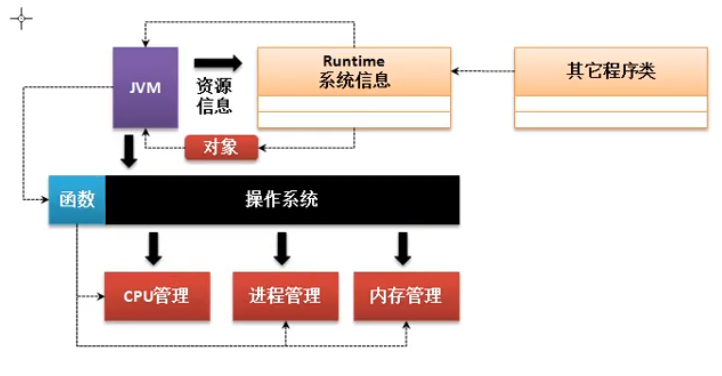 JVM
资源
信息
Runtime
系统信息
其它程序类
对象
函数
操作系统
CPU管理
进程管理
内存管理